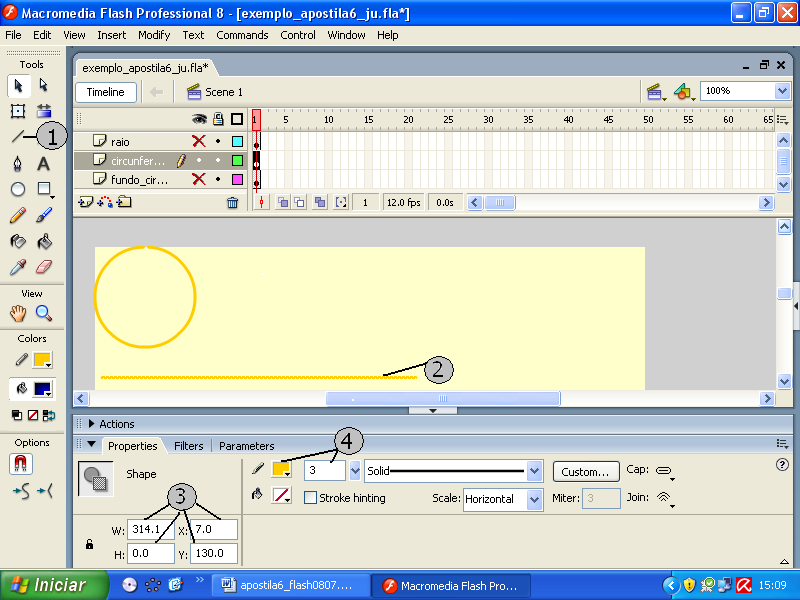 Macromedia Flash Professional 8 - [exemplo_apostila6_ju.fla*]
File Edit View Insert Modify Text Commands Control Window Help
Tools
exemplo_apostila6_ju.fla*
Timeline Scene 1 100%
1 5 10 15 20 25 30 35 40 45 50 55 60 65
raio
circunfer...
fundo_cir...
1 12.0 fps 0.0s
1
A
View
Colors
Options
2
Actions
Properties Filters Parameters
4
Shape
3 Solid Custom... Cap:
Stroke hinting Scale: Horizontal Miter: 3 Join:
3
W: 314.1 X: 7.0
H: 0.0 Y: 130.0
Iniciar apostila6_flash0807.... Macromedia Flash Pro... 15:09